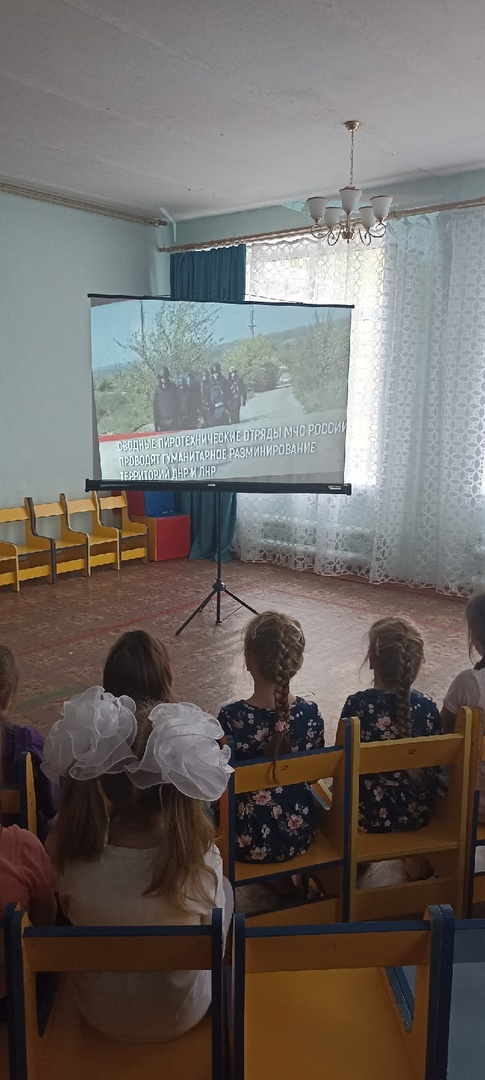 СВОДНЫЕ ПИРОТЕХНИЧЕСКИЕ ОТРЯДЫ МЧС РОССИИ
ПРОВОДЯТ ГУМАНИТАРНОЕ РАЗМИНИРОВАНИЕ
ТЕРРИТОРИЙ ДНР И ЛНР